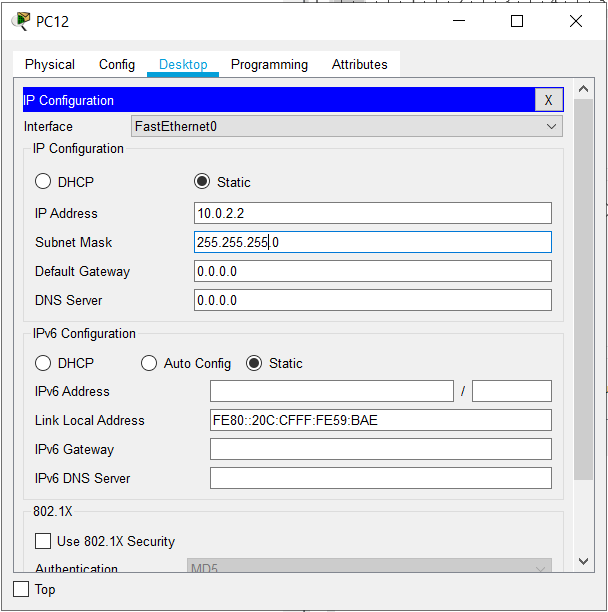 PC12
Physical Config Desktop Programming Attributes
IP Configuration X
Interface FastEthernet0
IP Configuration
DHCP Static
IP Address 10.0.2.2
Subnet Mask 255.255.255.0
Default Gateway 0.0.0.0
DNS Server 0.0.0.0
IPv6 Configuration
DHCP Auto Config Static
IPv6 Address /
Link Local Address FE80::20C:CFFF:FE59:BAE
IPv6 Gateway
IPv6 DNS Server
802.1X
Use 802.1X Security
Authentication MD5
Top